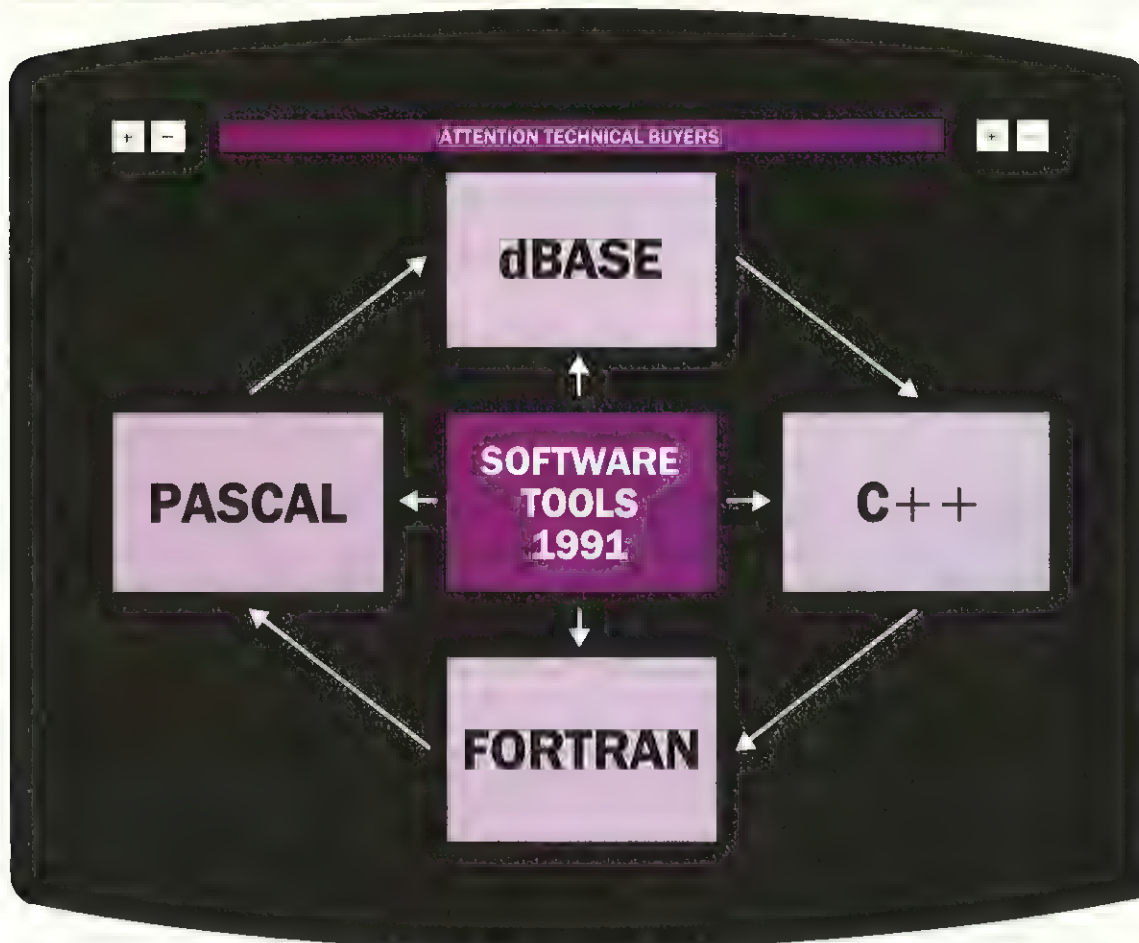 + -
ATTENTION TECHNICAL BUYERS
+ -
dBASE
PASCAL
SOFTWARE
TOOLS
1991
C++
FORTRAN